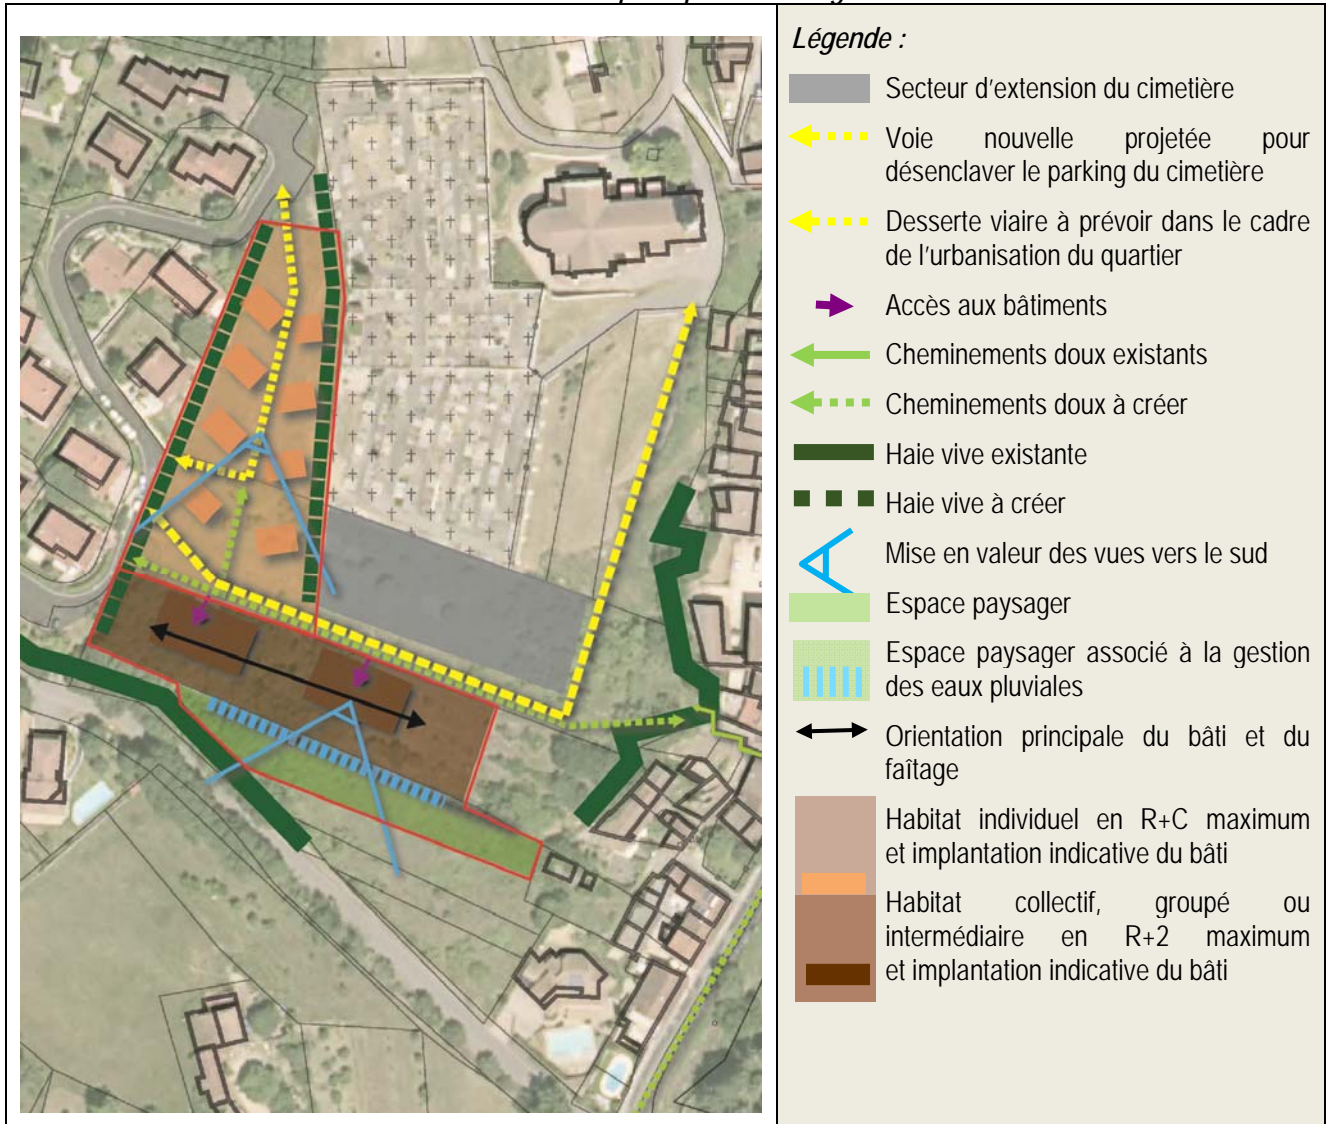 Légende :
Secteur d'extension du cimetière
Voie nouvelle projetée pour
désenclaver le parking du cimetière
Desserte viaire à prévoir dans le cadre
de l'urbanisation du quartier
Accès aux bâtiments
Cheminements doux existants
Cheminements doux à créer
Haie vive existante
Haie vive à créer
Mise en valeur des vues vers le sud
Espace paysager
Espace paysager associé à la gestion
des eaux pluviales
Orientation principale du bâti et du
faîtage
Habitat individuel en R+C maximum
et implantation indicative du bâti
Habitat collectif, groupé ou
intermédiaire en R+2 maximum
et implantation indicative du bâti